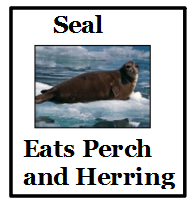 Seal
Eats Perch
and Herring